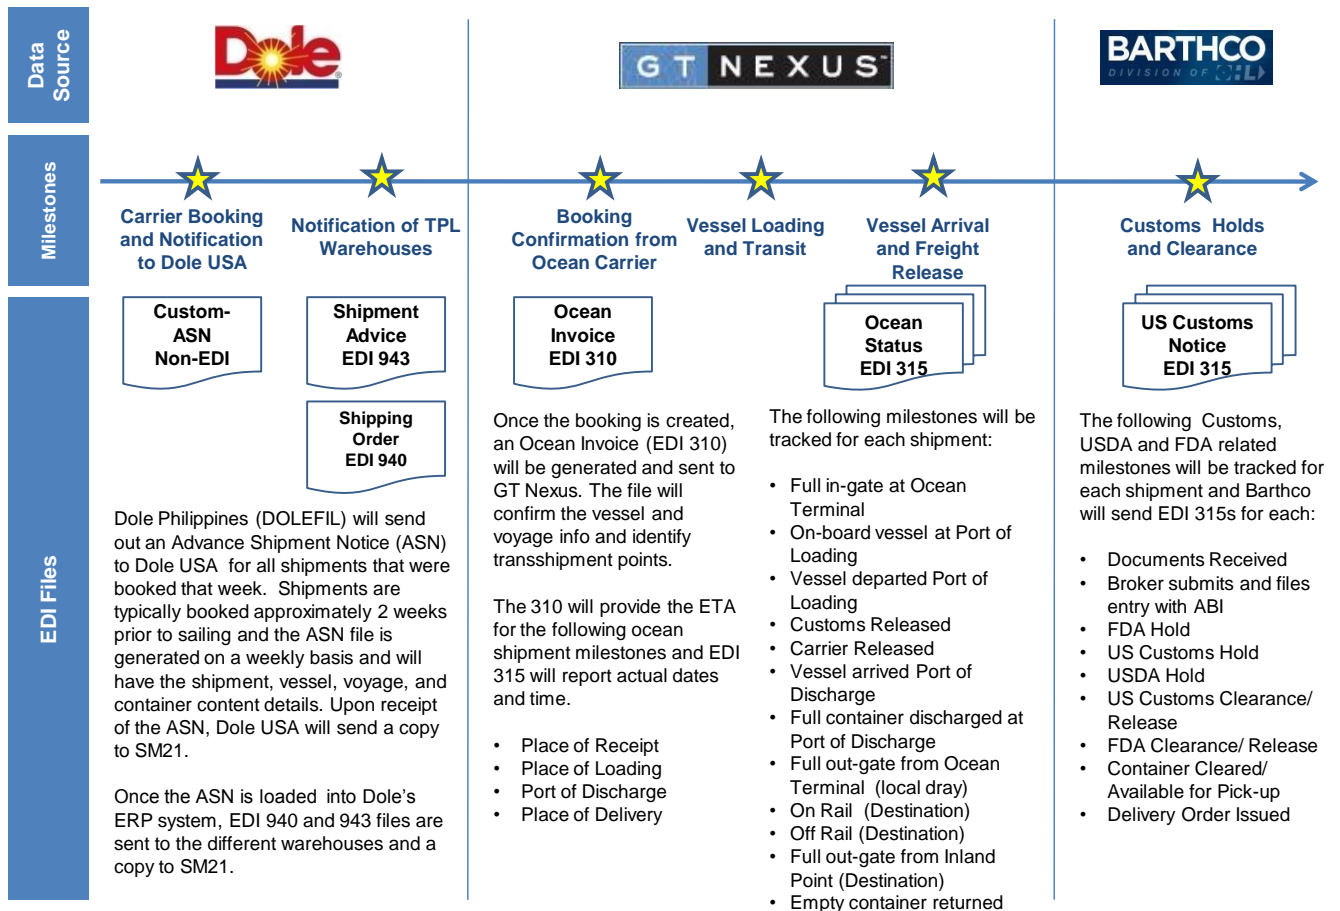 Data
Source
Dole
GT NEXUS
BARTHCO
DIVISION OF OHL
Milestones
Carrier Booking
and Notification
to Dole USA
Notification of TPL
Warehouses
Booking
Confirmation from
Ocean Carrier
Vessel Loading
and Transit
Vessel Arrival
and Freight
Release
Customs Holds
and Clearance
EDI Files
Custom-
ASN
Non-EDI
Shipment
Advice
EDI 943
Shipping
Order
EDI 940
Dole Philippines (DOLEFIL) will send
out an Advance Shipment Notice (ASN)
to Dole USA for all shipments that were
booked that week. Shipments are
typically booked approximately 2 weeks
prior to sailing and the ASN file is
generated on a weekly basis and will
have the shipment, vessel, voyage, and
container content details. Upon receipt
of the ASN, Dole USA will send a copy
to SM21.
Once the ASN is loaded into Dole's
ERP system, EDI 940 and 943 files are
sent to the different warehouses and a
copy to SM21.
Ocean
Invoice
EDI 310
Once the booking is created,
an Ocean Invoice (EDI 310)
will be generated and sent to
GT Nexus. The file will
confirm the vessel and
voyage info and identify
transshipment points.
The 310 will provide the ETA
for the following ocean
shipment milestones and EDI
315 will report actual dates
and time.
• Place of Receipt
• Place of Loading
• Port of Discharge
• Place of Delivery
Ocean
Status
EDI 315
The following milestones will be
tracked for each shipment:
• Full in-gate at Ocean
Terminal
• On-board vessel at Port of
Loading
• Vessel departed Port of
Loading
• Customs Released
• Carrier Released
• Vessel arrived Port of
Discharge
• Full container discharged at
Port of Discharge
• Full out-gate from Ocean
Terminal (local dray)
• On Rail (Destination)
• Off Rail (Destination)
• Full out-gate from Inland
Point (Destination)
• Empty container returned
US Customs
Notice
EDI 315
The following Customs,
USDA and FDA related
milestones will be tracked for
each shipment and Barthco
will send EDI 315s for each:
• Documents Received
• Broker submits and files
entry with ABI
• FDA Hold
• US Customs Hold
• USDA Hold
• US Customs Clearance/
Release
• FDA Clearance/ Release
• Container Cleared/
Available for Pick-up
• Delivery Order Issued